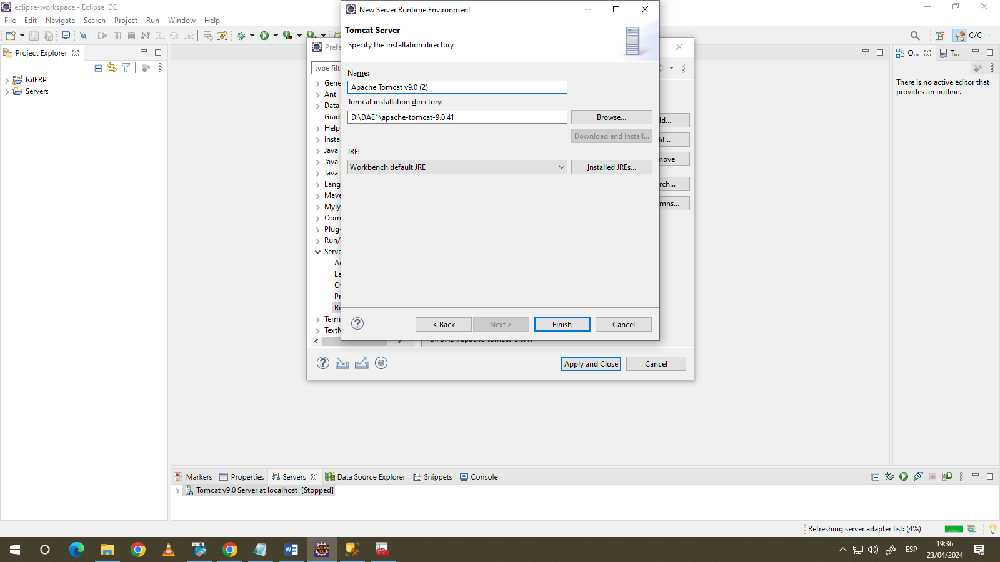 eclipse-workspace - Eclipse IDE
File Edit Navigate Search Project Run Window Help
C/C++
Project Explorer
IsilERP
Servers
New Server Runtime Environment
Tomcat Server
Specify the installation directory
Name:
Apache Tomcat v9.0 (2)
Tomcat installation directory:
D:\DAE1\apache-tomcat-9.0.41
Browse...
Download and Install...
JRE:
Workbench default JRE
Installed JREs...
< Back
Next >
Finish
Cancel
Prefe
type filte
Gene
Ant
Data
Gradl
Help
Instal
Java
Java
Java
Lang
Mave
Myly
Oom
Plug-
Run/
Serve
Au
La
Ov
Pr
Ru
Term
TextM
dd...
it...
nove
rch...
mns...
Apply and Close
Cancel
O...
T...
There is no active editor that
provides an outline.
Markers Properties Servers Data Source Explorer Snippets Console
Tomcat v9.0 Server at localhost [Stopped]
Refreshing server adapter list: (4%)
ESP
19:36
23/04/2024